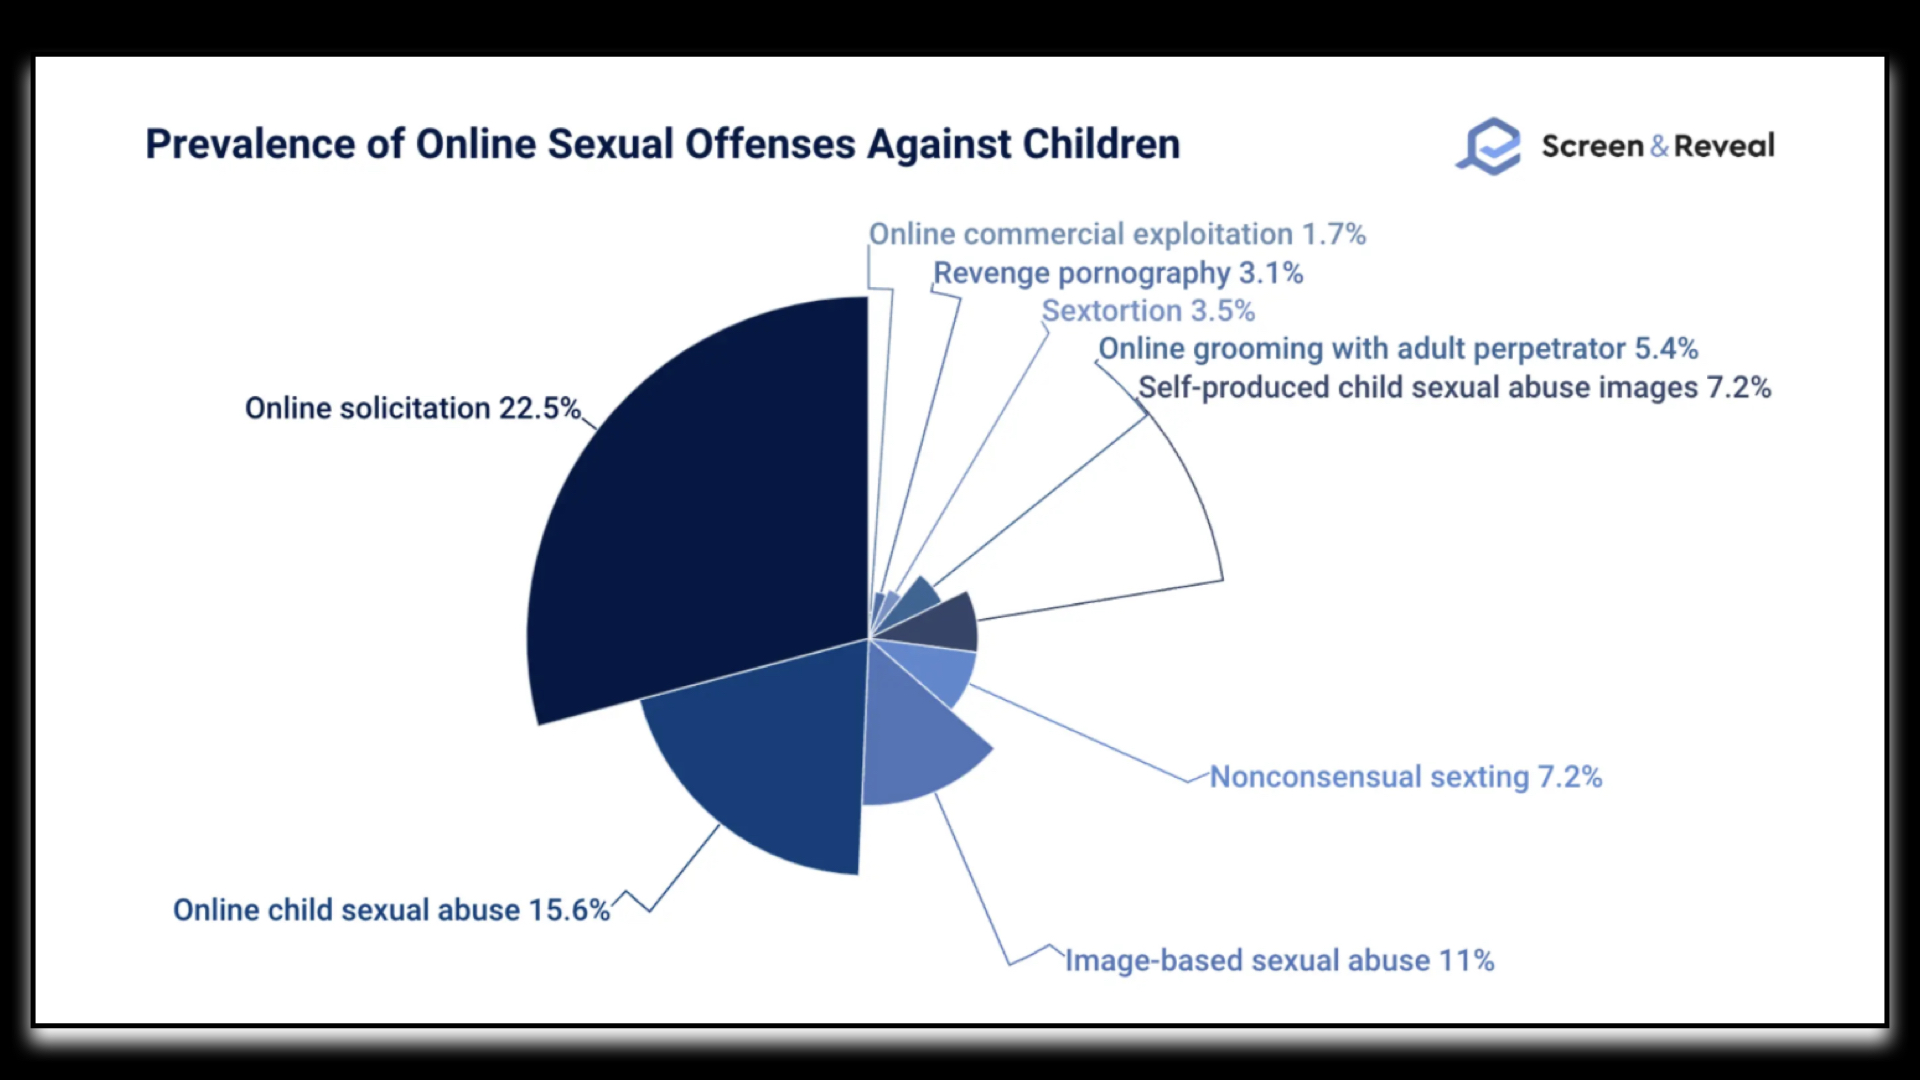 Prevalence of Online Sexual Offenses Against Children
Screen&Reveal
Online commercial exploitation 1.7%
Revenge pornography 3.1%
Sextortion 3.5%
Online grooming with adult perpetrator 5.4%
Self-produced child sexual abuse images 7.2%
Online solicitation 22.5%
Nonconsensual sexting 7.2%
Online child sexual abuse 15.6%
Image-based sexual abuse 11%